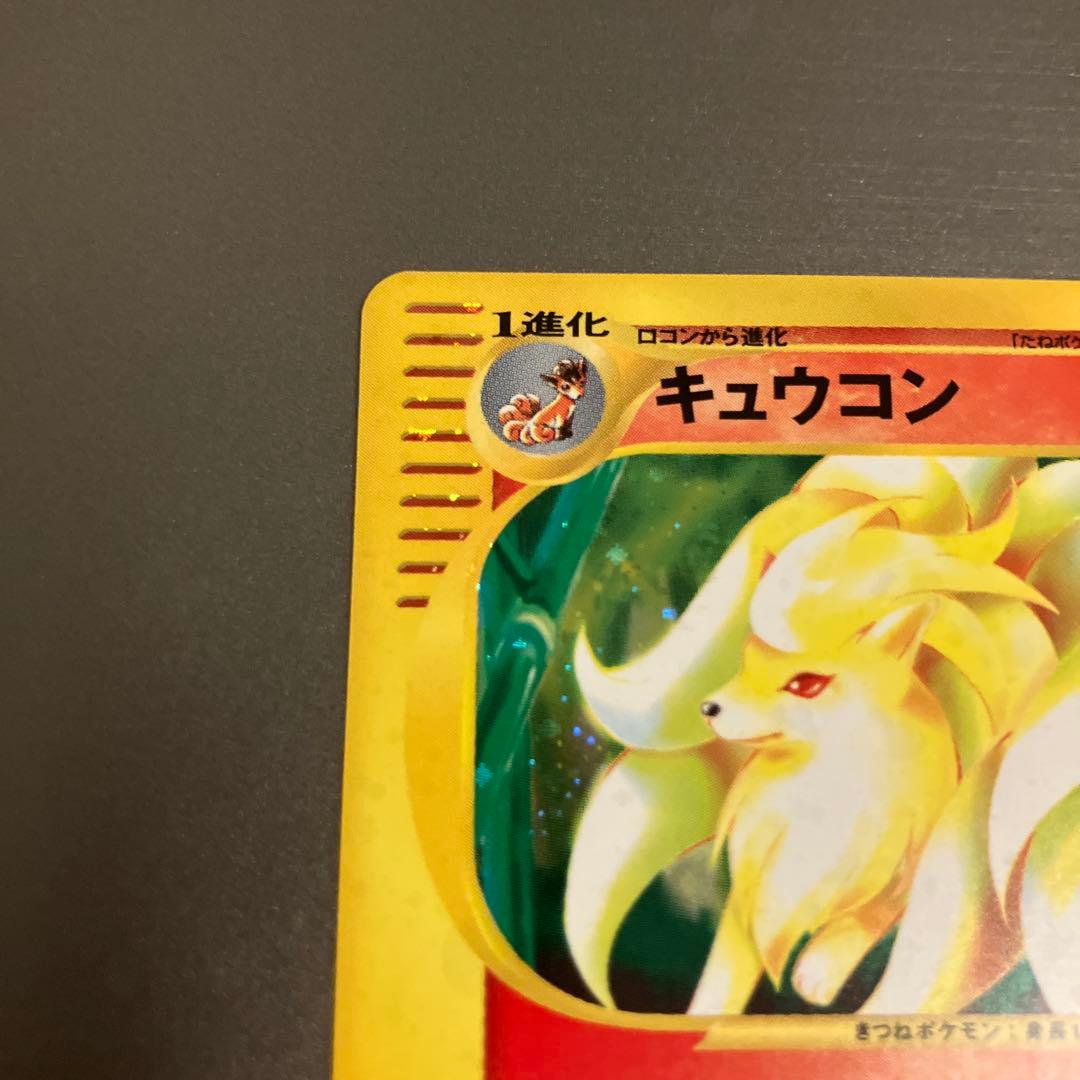 1進化
ロコンから進化
「たねポケ
キュウコン
きつねポケモン：身長1